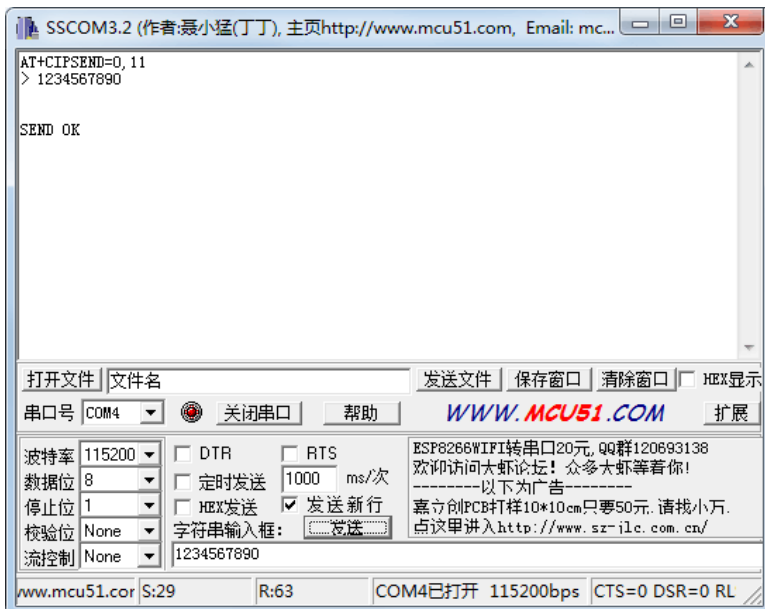 SSCOM3.2 (作者:聂小猛(丁丁), 主页http://www.mcu51.com, Email: mc...
AT+CIPSEND=0,11
> 1234567890
SEND OK
打开文件 文件名 发送文件 保存窗口 清除窗口 HEX显示
串口号 COM4 关闭串口 帮助 WWW.MCU51.COM 扩展
波特率 115200 DTR RTS
数据位 8 定时发送 1000 ms/次
停止位 1 HEX发送 发送新行
校验位 None 字符串输入框: 发送
流控制 None 1234567890
ESP8266WIFI转串口20元,QQ群120693138
欢迎访问大虾论坛! 众多大虾等着你!
--------以下为广告--------
嘉立创PCB打样10*10cm只要50元.请找小万.
点这里进入http://www.sz-jlc.com.cn/
www.mcu51.cor S:29 R:63 COM4已打开 115200bps CTS=0 DSR=0 RL